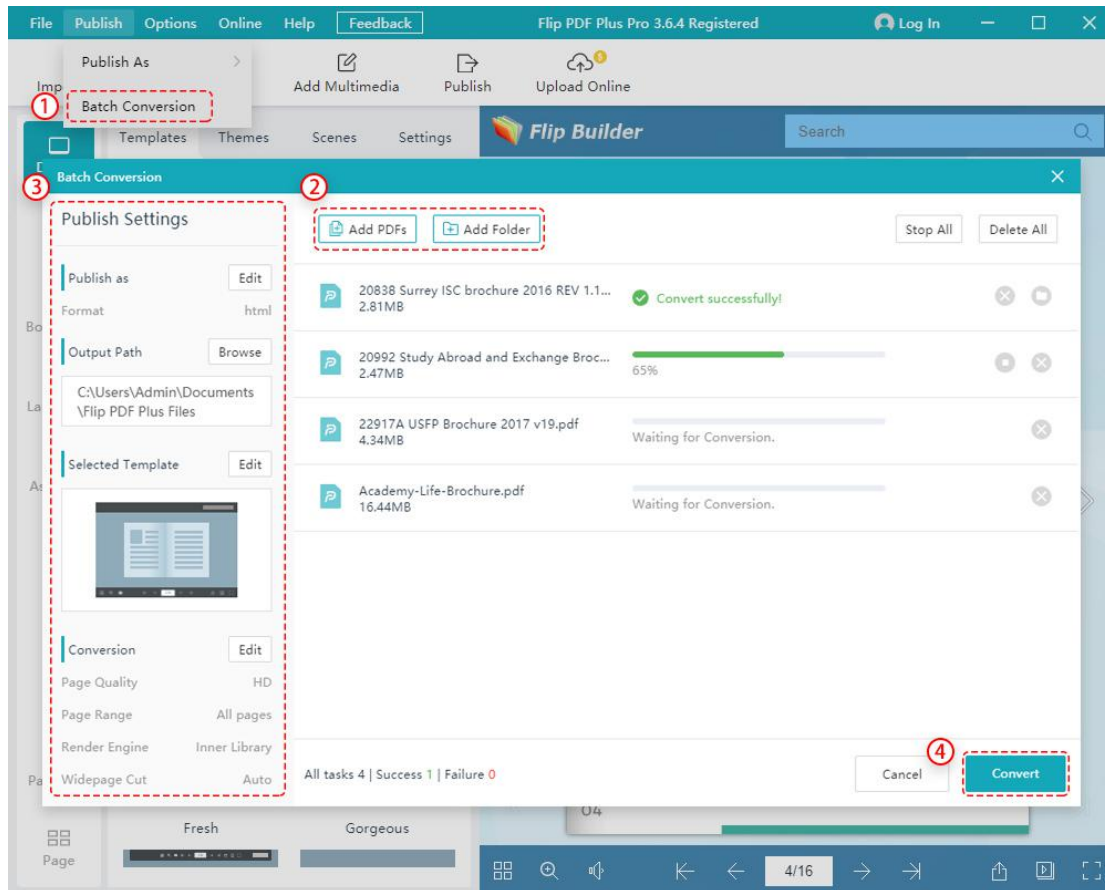 File Publish Options Online Help Feedback Flip PDF Plus Pro 3.6.4 Registered Log In
Publish As
Add Multimedia Publish Upload Online
1 Batch Conversion
Templates Themes Scenes Settings Flip Builder Search
3 Batch Conversion
2
Publish Settings
Add PDFs Add Folder Stop All Delete All
Publish as Edit
Format html
Output Path Browse
C:\Users\Admin\Documents
\Flip PDF Plus Files
Selected Template Edit
Conversion Edit
Page Quality HD
Page Range All pages
Render Engine Inner Library
Widepage Cut Auto
20838 Surrey ISC brochure 2016 REV 1.1...
2.81MB
Convert successfully!
20992 Study Abroad and Exchange Broc...
2.47MB
65%
22917A USFP Brochure 2017 v19.pdf
4.34MB
Waiting for Conversion.
Academy-Life-Brochure.pdf
16.44MB
Waiting for Conversion.
All tasks 4 | Success 1 | Failure 0
4
Cancel Convert
04
Fresh Gorgeous
Page
4/16